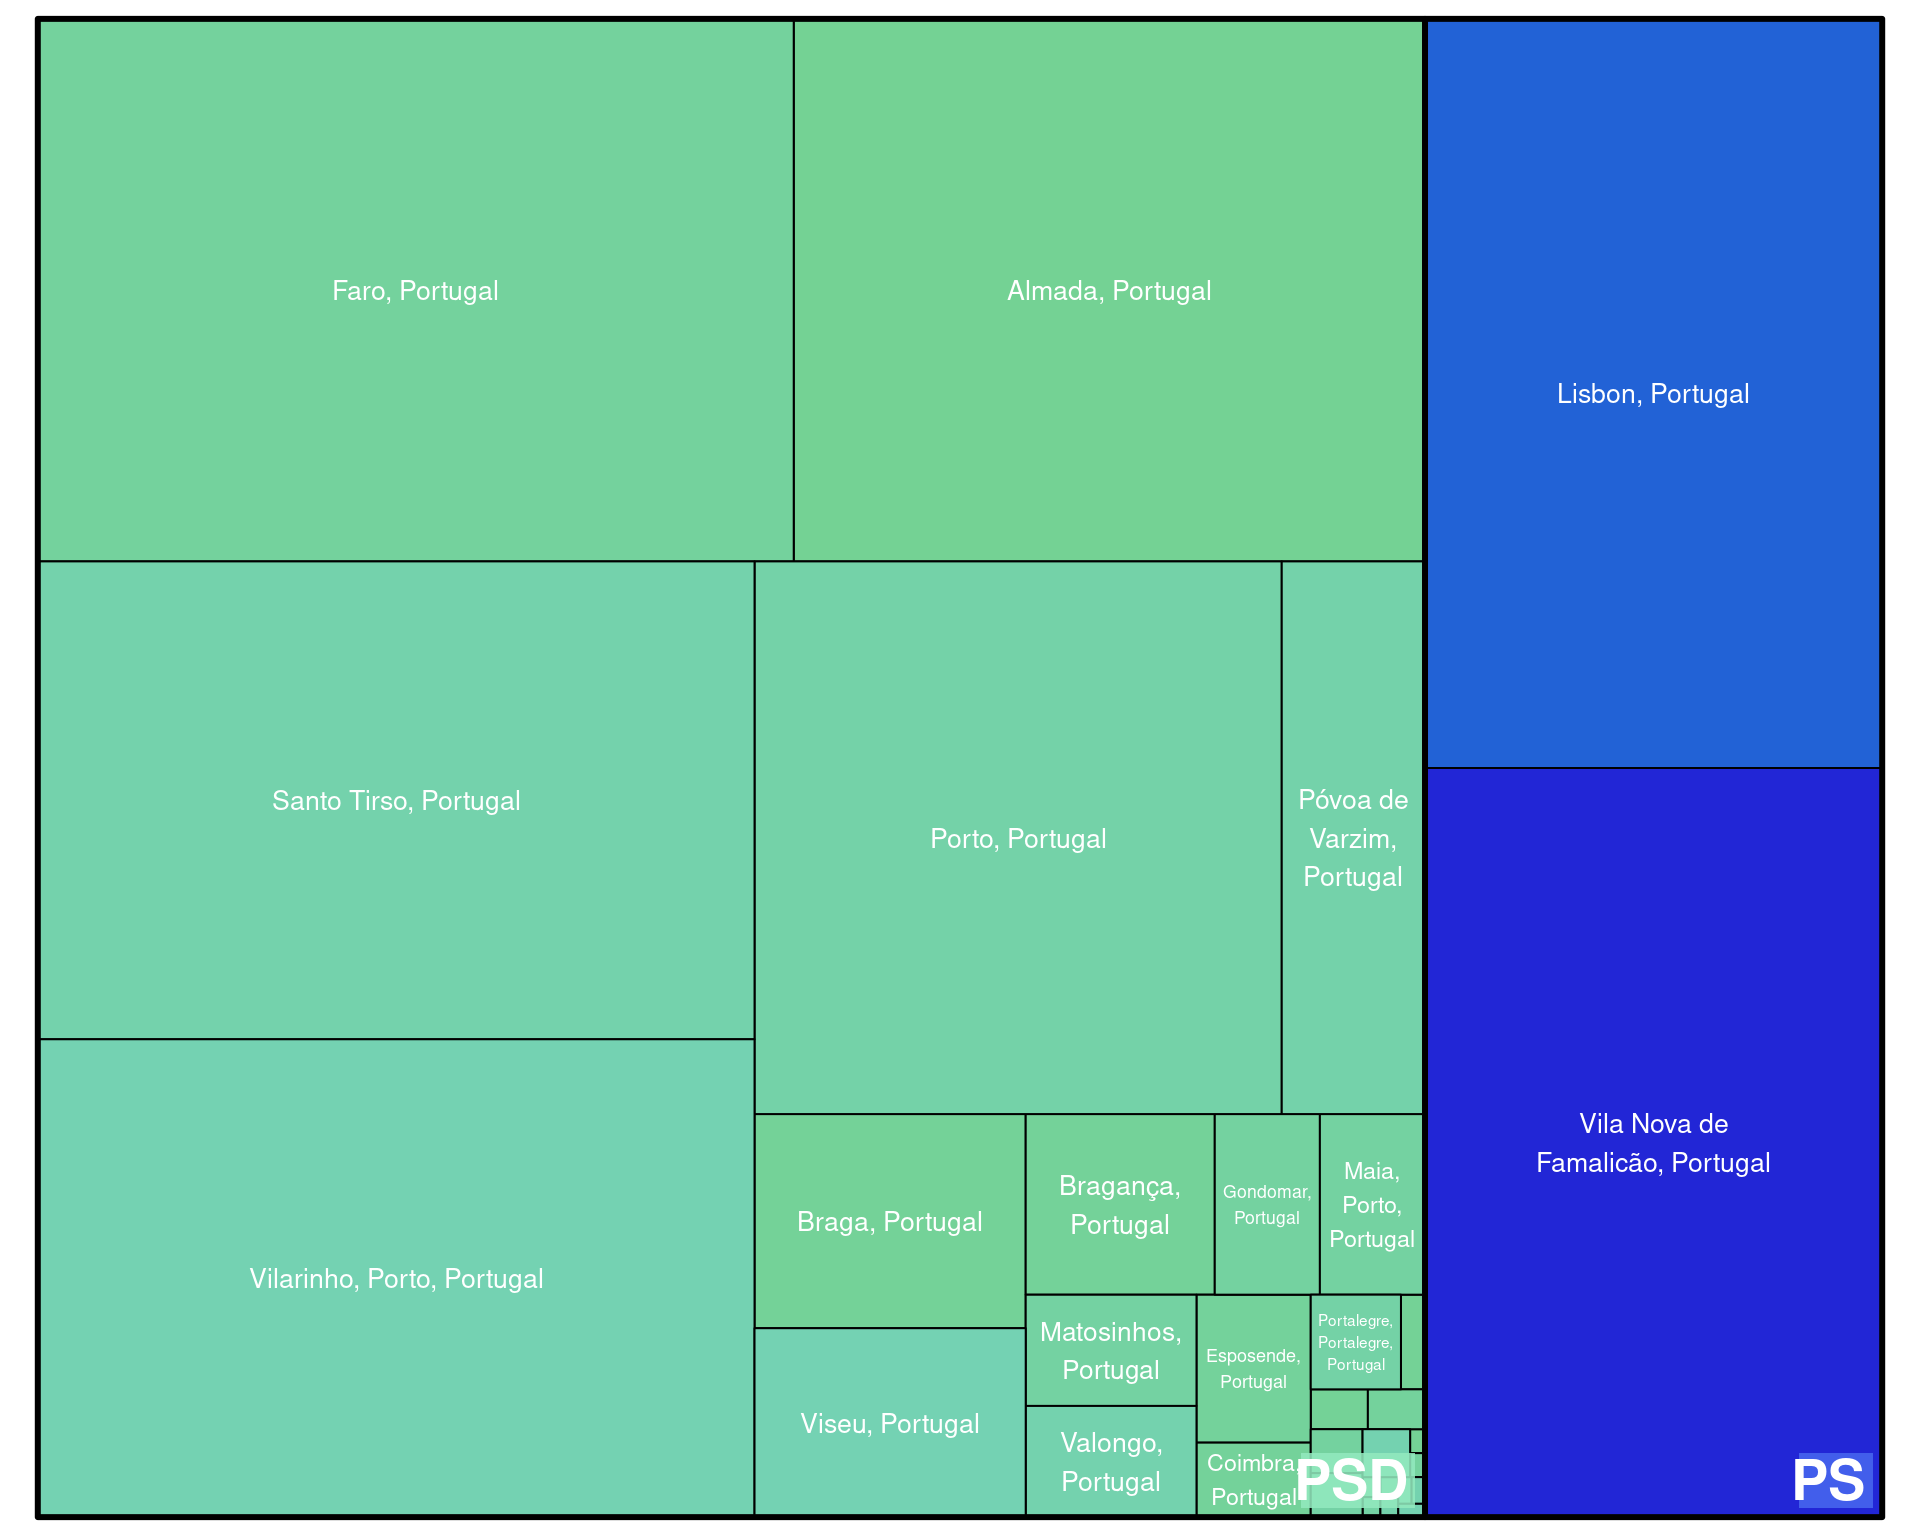 Faro, Portugal
Almada, Portugal
Lisbon, Portugal
Santo Tirso, Portugal
Porto, Portugal
Póvoa de
Varzim,
Portugal
Vila Nova de
Famalicão, Portugal
Vilarinho, Porto, Portugal
Braga, Portugal
Bragança,
Portugal
Gondomar,
Portugal
Maia,
Porto,
Portugal
Viseu, Portugal
Matosinhos,
Portugal
Esposende,
Portugal
Portalegre,
Portalegre,
Portugal
Valongo,
Portugal
Coimbra,
Portugal
PSD
PS